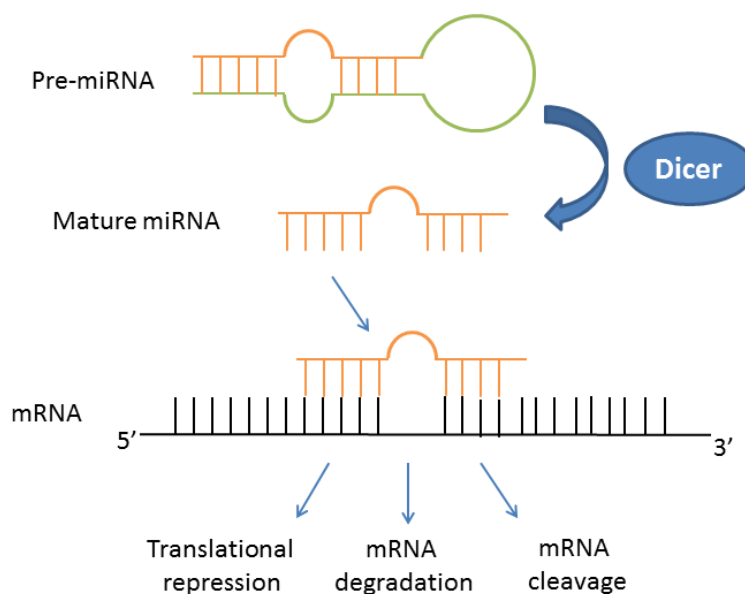 Pre-miRNA
Dicer
Mature miRNA
mRNA
5’
3’
Translational
repression
mRNA
degradation
mRNA
cleavage